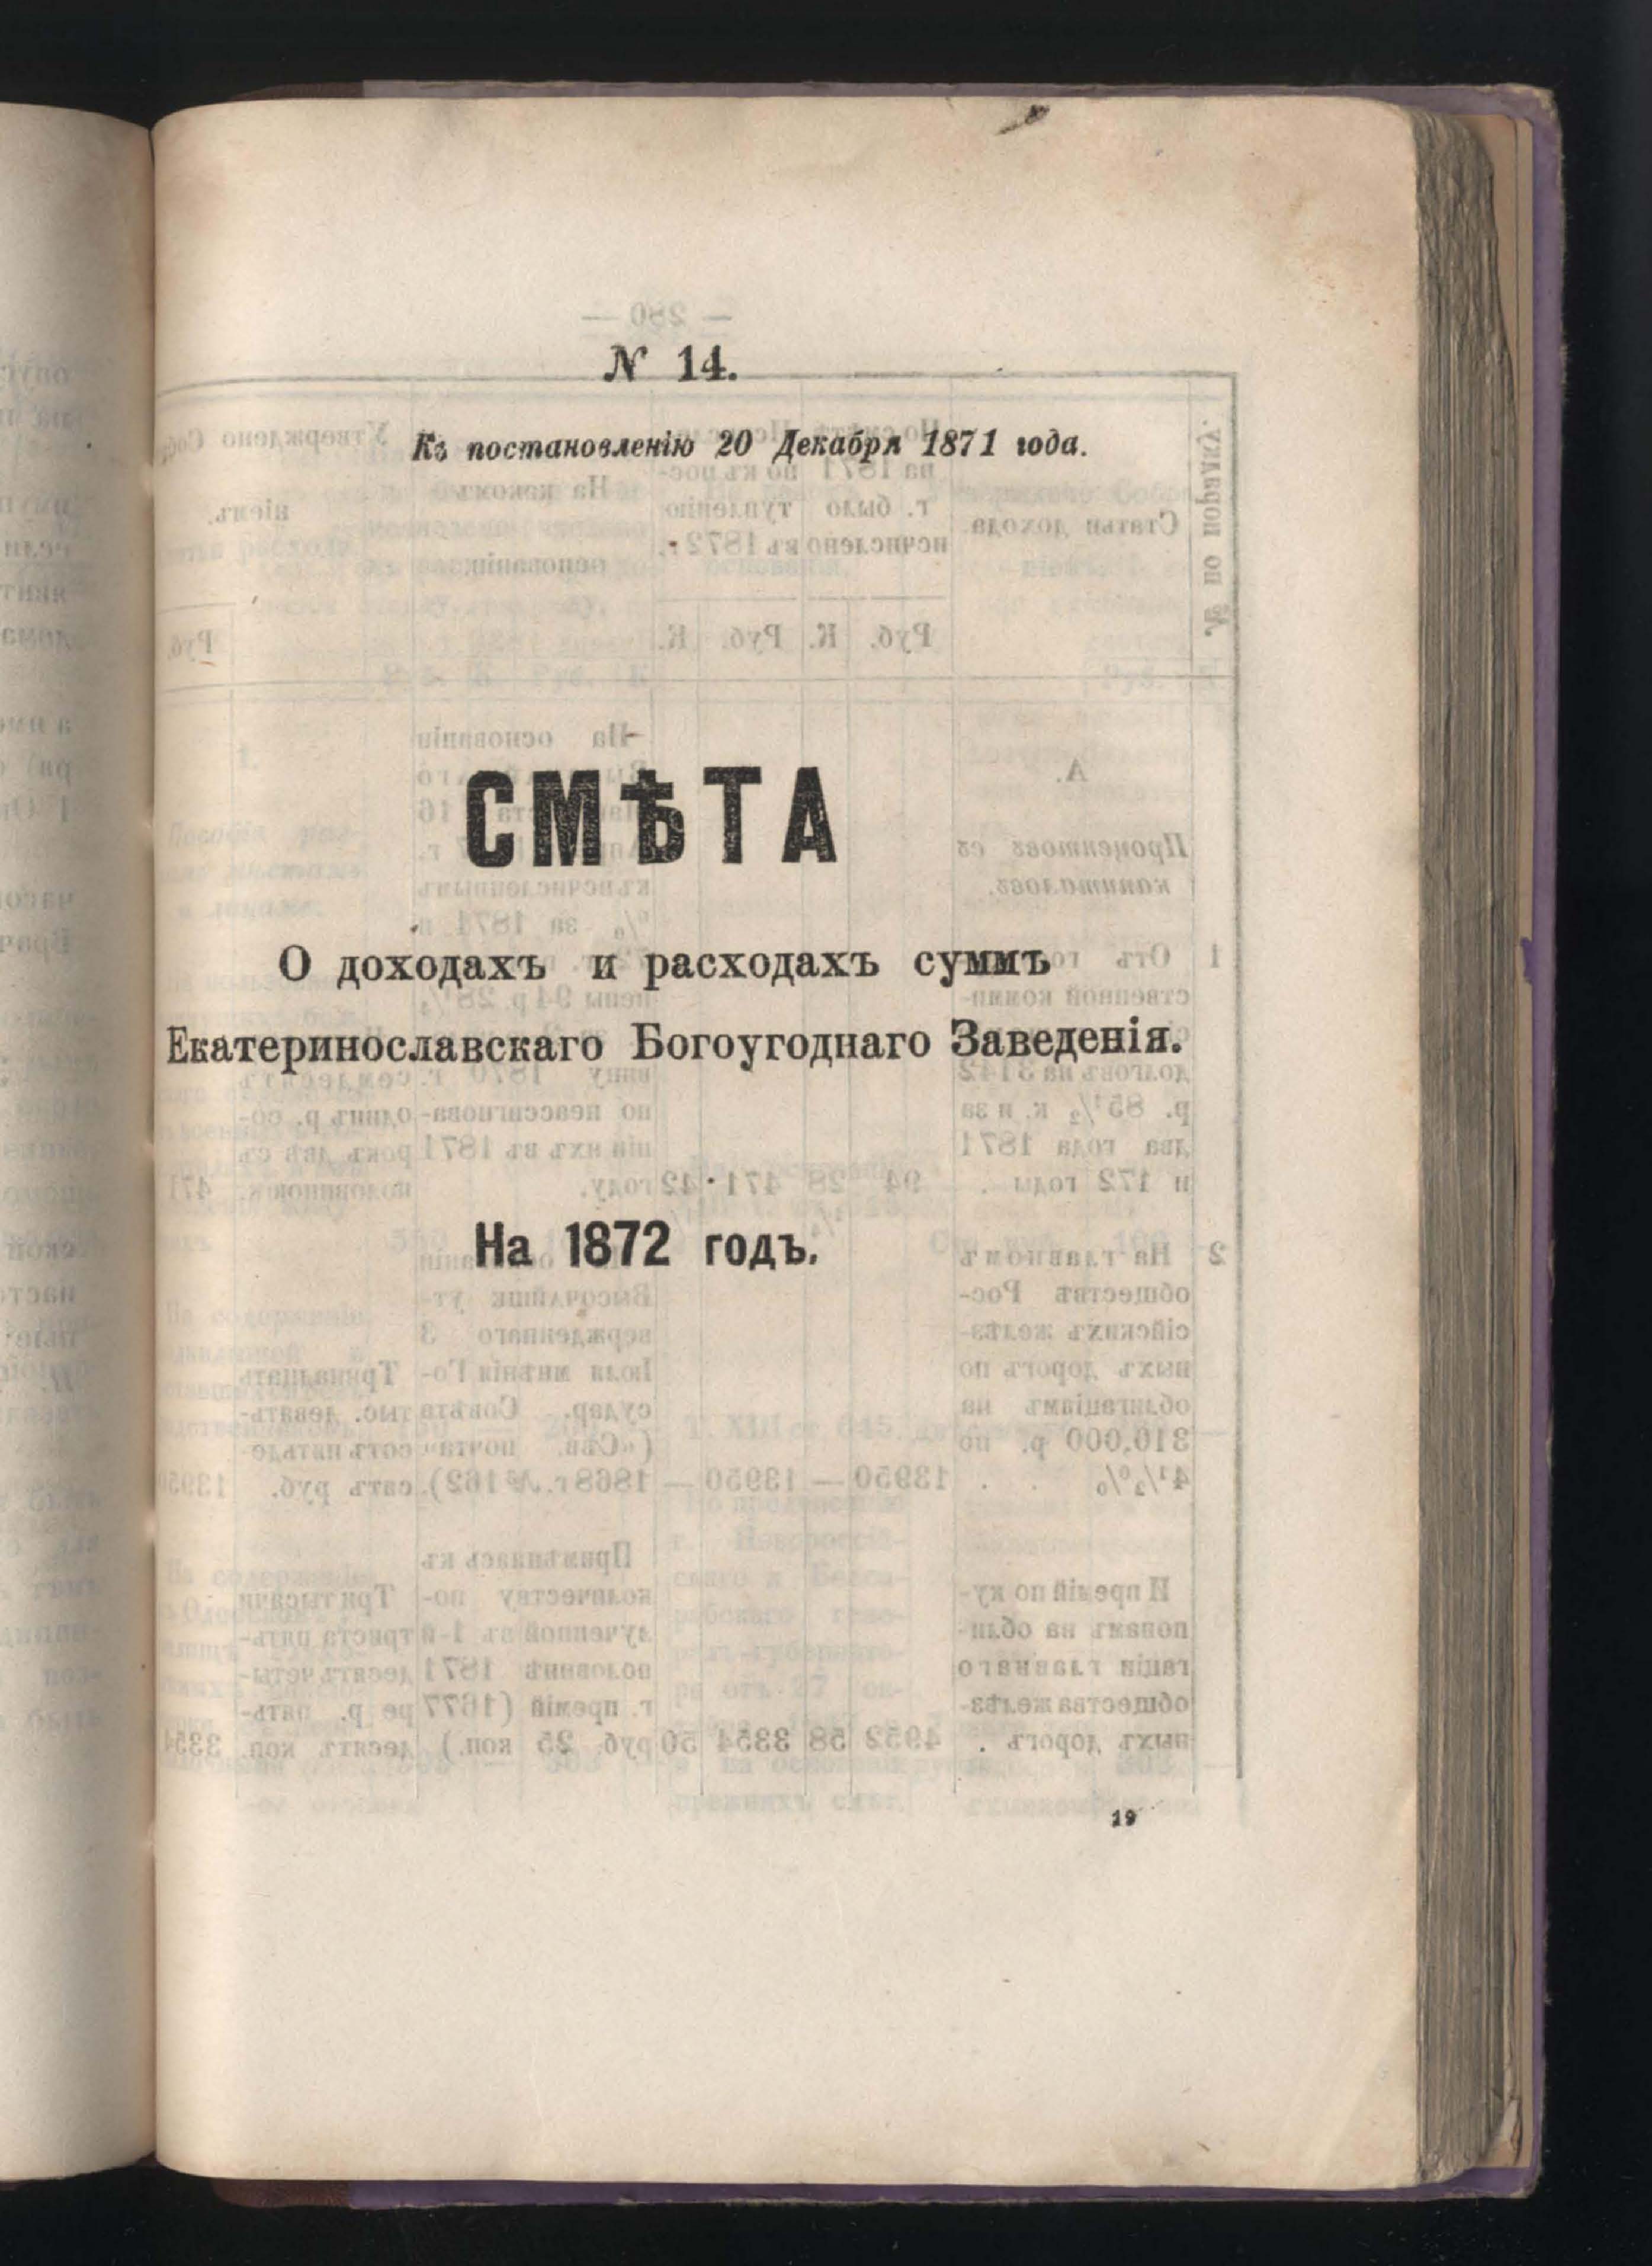 № 14.
Къ постановленію 20 Декабря 1871 года.
СМѢТА
О доходахъ и расходахъ суммъ
Екатеринославскаго Богоугоднаго Заведенія.
На 1872 годъ.
19